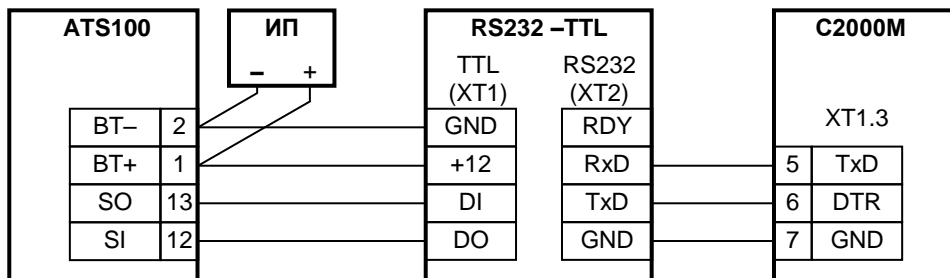 ATS100 ИП RS232 –TTL C2000M
– +
TTL RS232
(XT1) (XT2)
XT1.3
BT– 2 GND RDY
BT+ 1 +12 RxD 5 TxD
SO 13 DI TxD 6 DTR
SI 12 DO GND 7 GND